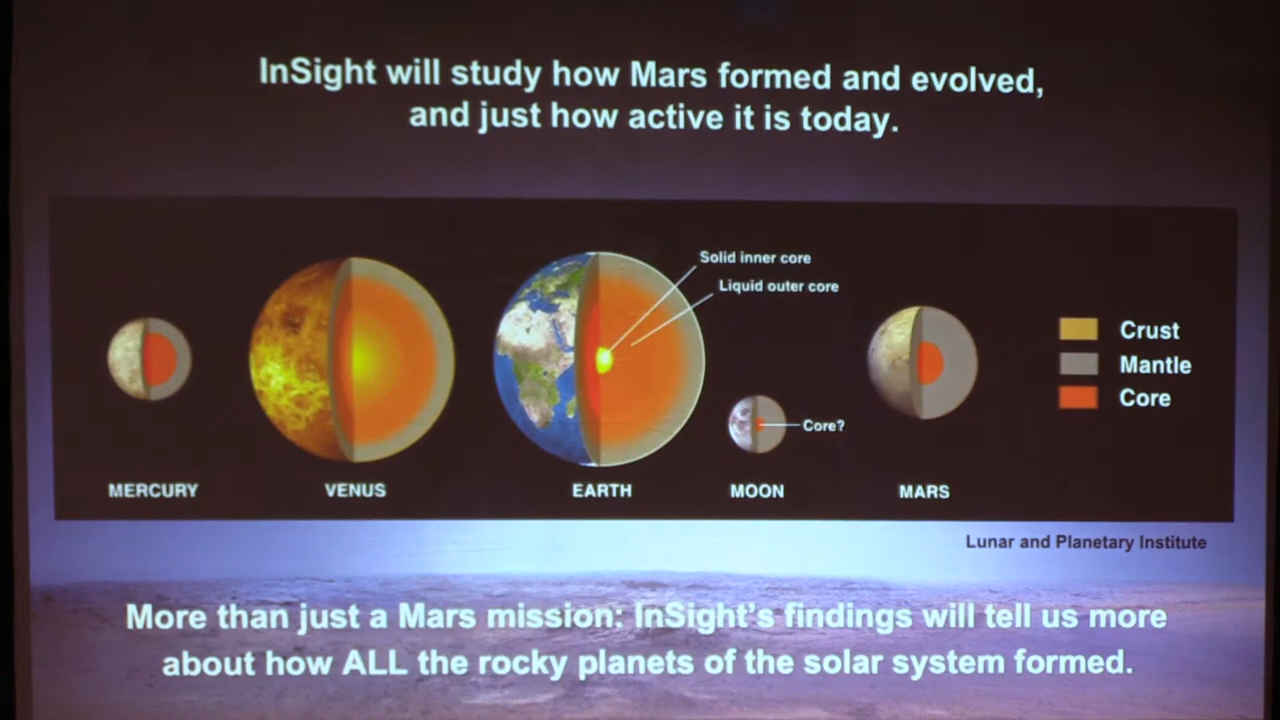 InSight will study how Mars formed and evolved,
and just how active it is today.
Solid inner core
Liquid outer core
Core?
Crust
Mantle
Core
MERCURY
VENUS
EARTH
MOON
MARS
Lunar and Planetary Institute
More than just a Mars mission: InSight's findings will tell us more
about how ALL the rocky planets of the solar system formed.